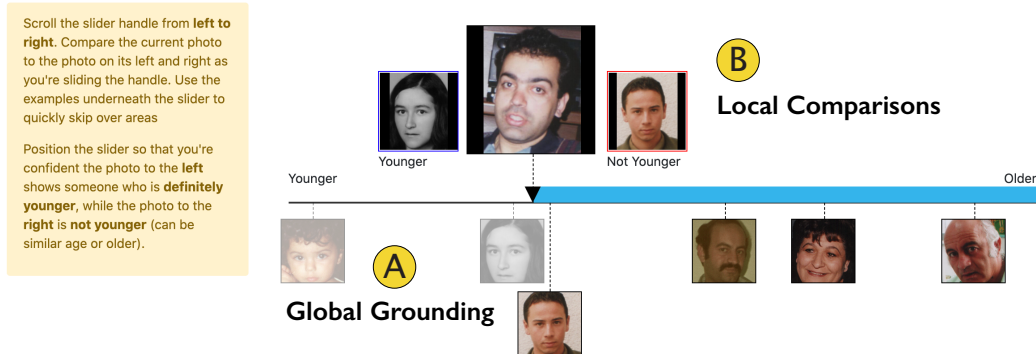 Scroll the slider handle from left to
right. Compare the current photo
to the photo on its left and right as
you're sliding the handle. Use the
examples underneath the slider to
quickly skip over areas
Position the slider so that you're
confident the photo to the left
shows someone who is definitely
younger, while the photo to the
right is not younger (can be
similar age or older).
B
Local Comparisons
Younger
Not Younger
Younger
Older
A
Global Grounding